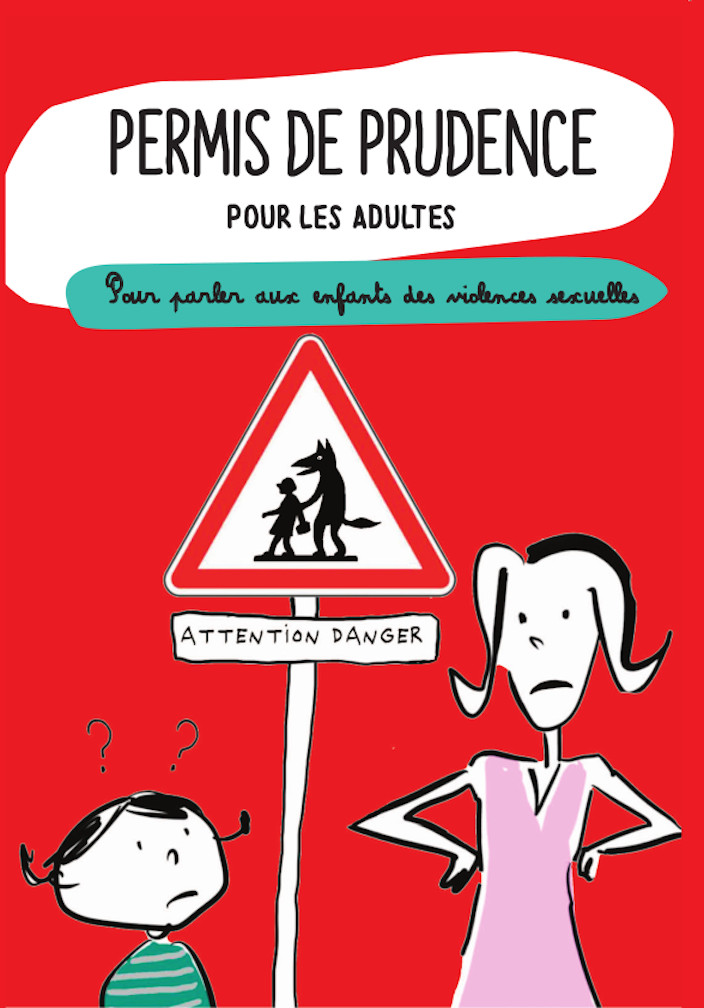 PERMIS DE PRUDENCE
POUR LES ADULTES
Pour parler aux enfants des violences sexuelles
ATTENTION DANGER
? ?